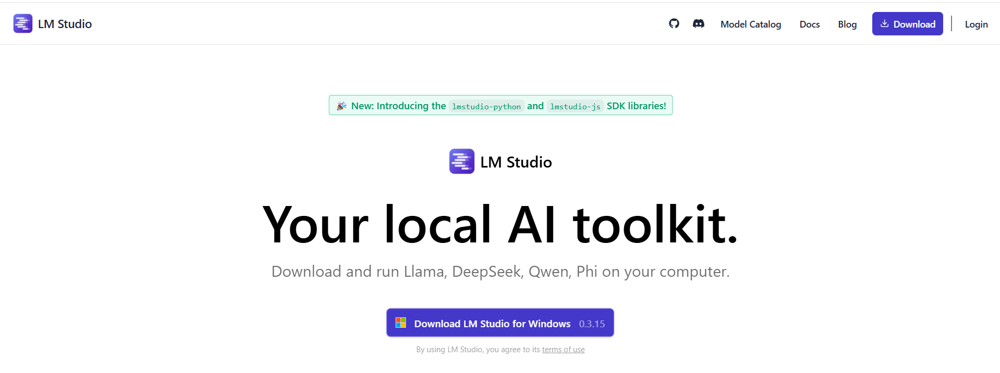 LM Studio
Model Catalog
Docs
Blog
Download
Login
New: Introducing the lmstudio-python and lmstudio-js SDK libraries!
LM Studio
Your local AI toolkit.
Download and run Llama, DeepSeek, Qwen, Phi on your computer.
Download LM Studio for Windows 0.3.15
By using LM Studio, you agree to its terms of use